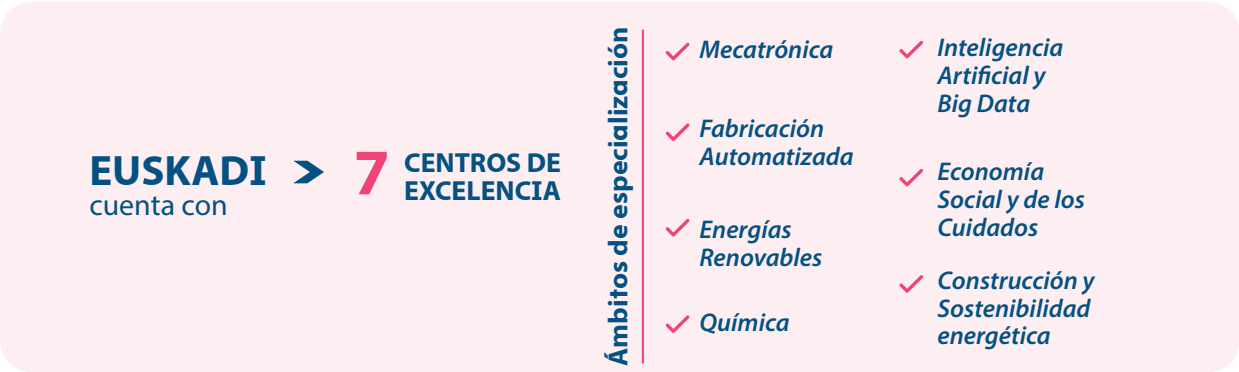 EUSKADI
cuenta con
7
CENTROS DE
EXCELENCIA
Ámbitos de especialización
Mecatrónica
Fabricación
Automatizada
Energías
Renovables
Química
Inteligencia
Artificial y
Big Data
Economía
Social y de los
Cuidados
Construcción y
Sostenibilidad
energética